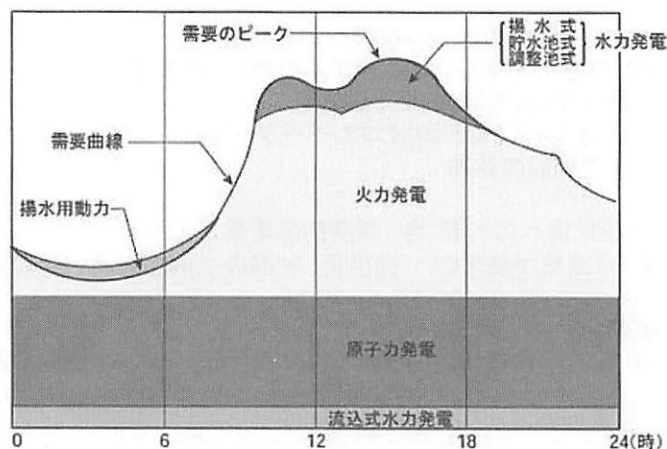 需要のピーク
揚水式
貯水池式
調整池式
水力発電
需要曲線
揚水用動力
火力発電
原子力発電
流込式水力発電
0 6 12 18 24(時)